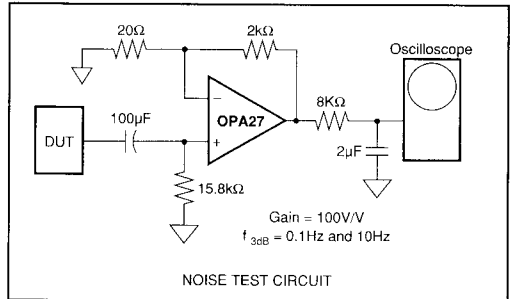 20Ω
2kΩ
Oscilloscope
DUT
100µF
−
+
OPA27
8KΩ
2µF
15.8kΩ
Gain = 100V/V
f 3dB = 0.1Hz and 10Hz
NOISE TEST CIRCUIT